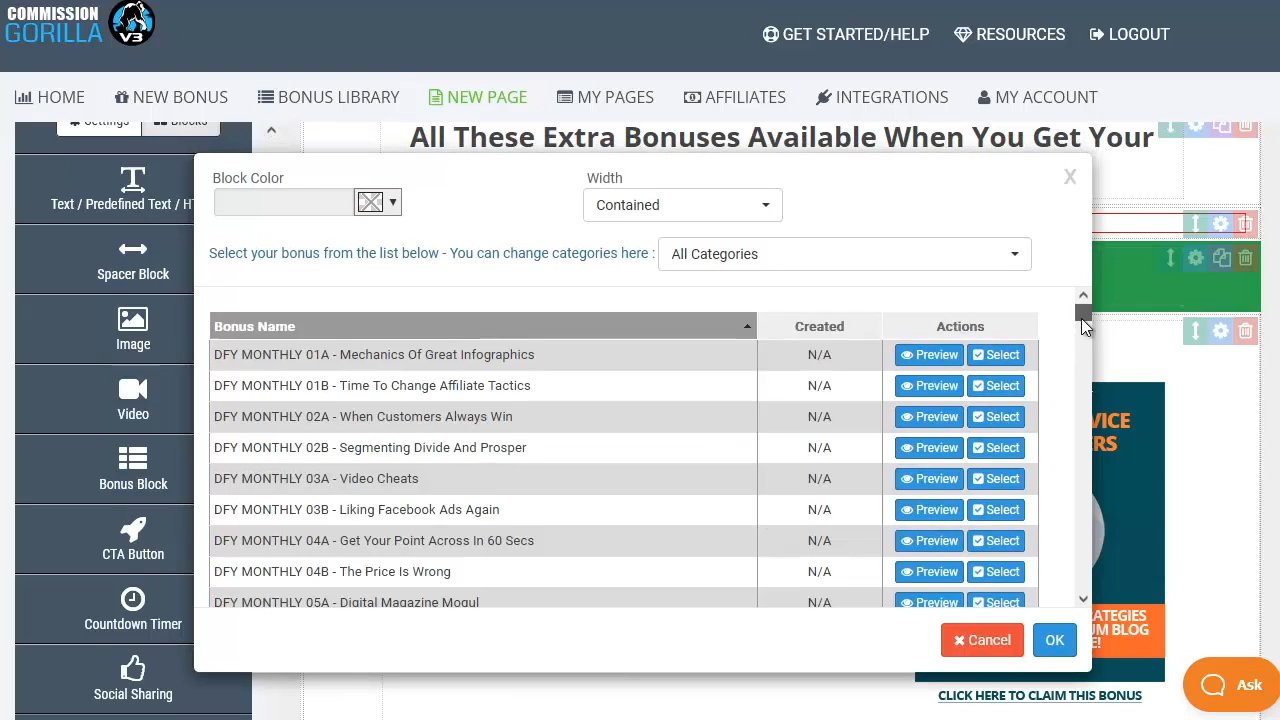 COMMISSION
GORILLA
V3
GET STARTED/HELP
RESOURCES
LOGOUT
HOME
NEW BONUS
BONUS LIBRARY
NEW PAGE
MY PAGES
AFFILIATES
INTEGRATIONS
MY ACCOUNT
Settings
Blocks
All These Extra Bonuses Available When You Get Your
Text / Predefined Text / HT
Spacer Block
Image
Video
Bonus Block
CTA Button
Countdown Timer
Social Sharing
X
Block Color
Width
Contained
Select your bonus from the list below - You can change categories here :
All Categories
Bonus Name Created Actions
DFY MONTHLY 01A - Mechanics Of Great Infographics N/A Preview Select
DFY MONTHLY 01B - Time To Change Affiliate Tactics N/A Preview Select
DFY MONTHLY 02A - When Customers Always Win N/A Preview Select
DFY MONTHLY 02B - Segmenting Divide And Prosper N/A Preview Select
DFY MONTHLY 03A - Video Cheats N/A Preview Select
DFY MONTHLY 03B - Liking Facebook Ads Again N/A Preview Select
DFY MONTHLY 04A - Get Your Point Across In 60 Secs N/A Preview Select
DFY MONTHLY 04B - The Price Is Wrong N/A Preview Select
DFY MONTHLY 05A - Digital Magazine Mogul N/A Preview Select
Cancel
OK
VICE
RS
ATEGIES
UM BLOG
E!
CLICK HERE TO CLAIM THIS BONUS
Ask